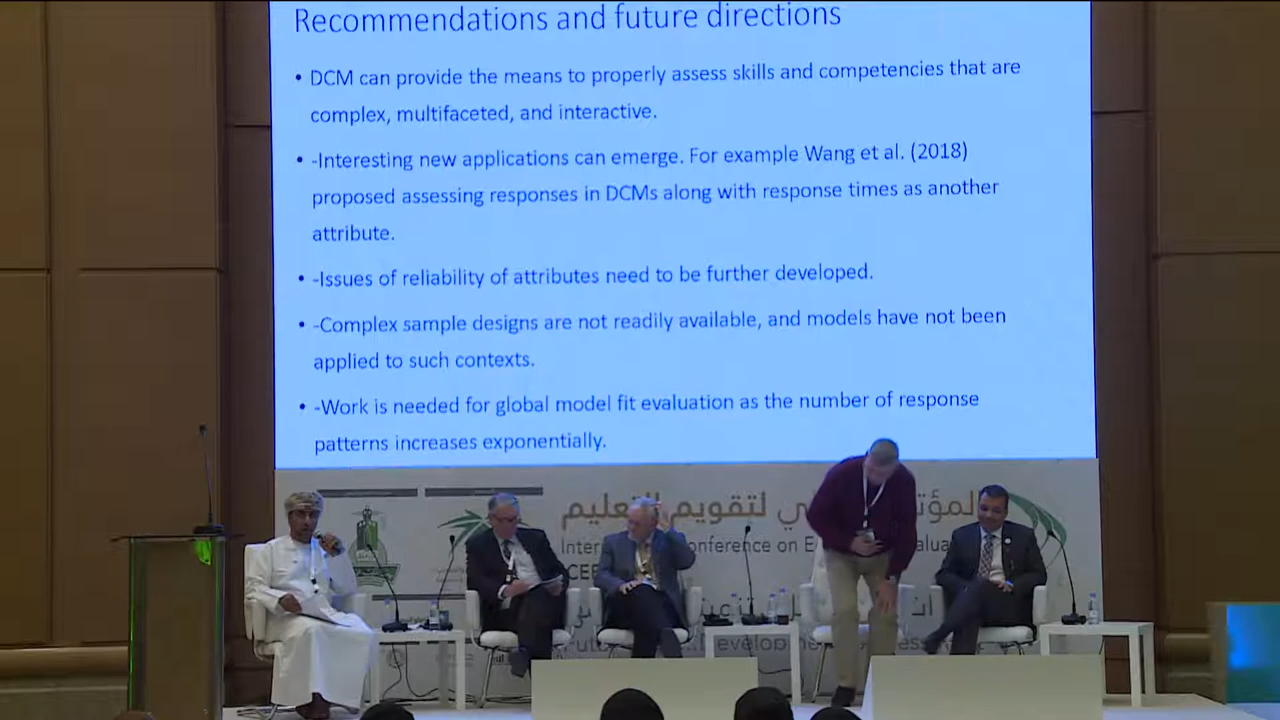 Recommendations and future directions
• DCM can provide the means to properly assess skills and competencies that are
complex, multifaceted, and interactive.
• -Interesting new applications can emerge. For example Wang et al. (2018)
proposed assessing responses in DCMs along with response times as another
attribute.
• -Issues of reliability of attributes need to be further developed.
• -Complex sample designs are not readily available, and models have not been
applied to such contexts.
• -Work is needed for global model fit evaluation as the number of response
patterns increases exponentially.
لتقويم التعليم
onference on